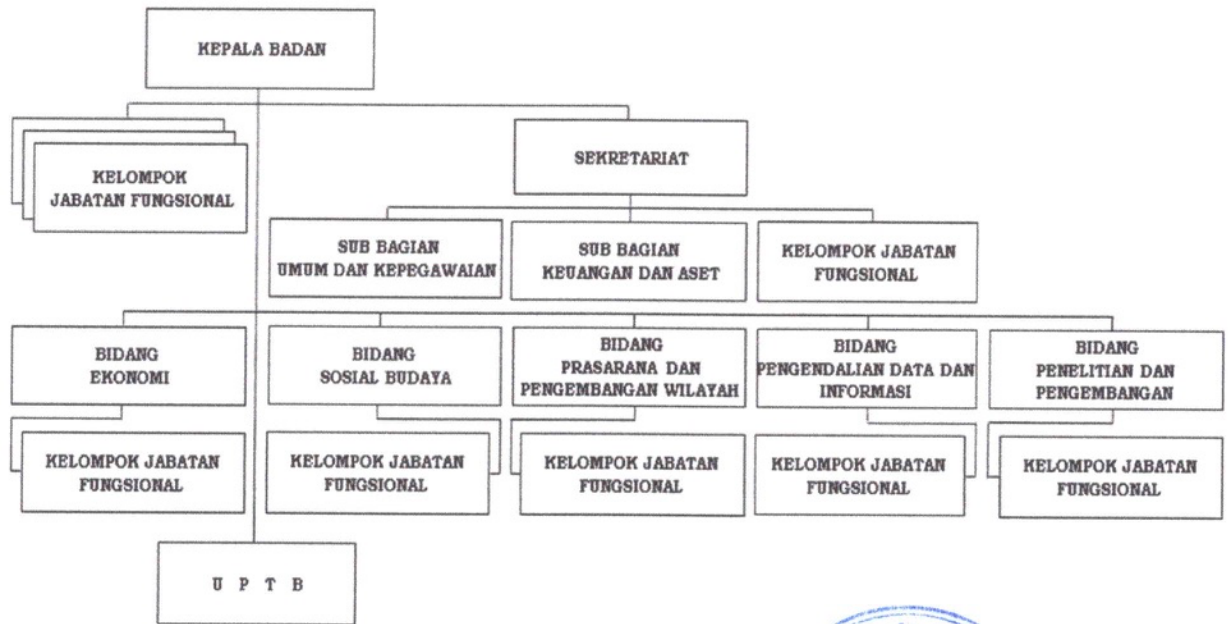 KEPALA BADAN
KELOMPOK
JABATAN FUNGSIONAL
SEKRETARIAT
SUB BAGIAN
UMUM DAN KEPEGAWAIAN
SUB BAGIAN
KEUANGAN DAN ASET
KELOMPOK JABATAN
FUNGSIONAL
BIDANG
EKONOMI
BIDANG
SOSIAL BUDAYA
BIDANG
PRASARANA DAN
PENGEMBANGAN WILAYAH
BIDANG
PENGENDALIAN DATA DAN
INFORMASI
BIDANG
PENELITIAN DAN
PENGEMBANGAN
KELOMPOK JABATAN
FUNGSIONAL
KELOMPOK JABATAN
FUNGSIONAL
KELOMPOK JABATAN
FUNGSIONAL
KELOMPOK JABATAN
FUNGSIONAL
KELOMPOK JABATAN
FUNGSIONAL
U P T B